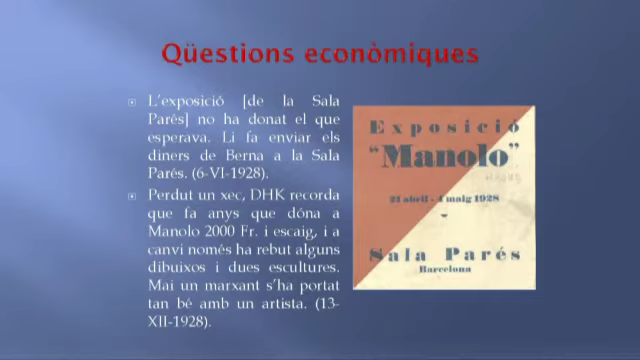 Qüestions econòmiques
L'exposició [de la Sala
Parés] no ha donat el que
esperava. Li fa enviar els
diners de Berna a la Sala
Parés. (6-VI-1928).
Perdut un xec, DHK recorda
que fa anys que dóna a
Manolo 2000 Fr. i escaig, i a
canvi només ha rebut alguns
dibuixos i dues escultures.
Mai un marxant s'ha portat
tan bé amb un artista. (13-
XII-1928).
Exposició
"Manolo"
21 abril - 4 maig 1928
Sala Parés
Barcelona